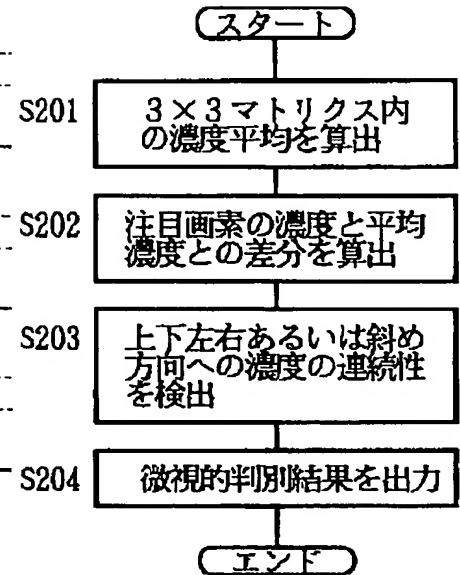 スタート
S201
3×3マトリクス内
の濃度平均を算出
S202
注目画素の濃度と平均
濃度との差分を算出
S203
上下左右あるいは斜め
方向への濃度の連続性
を検出
S204
微視的判別結果を出力
エンド